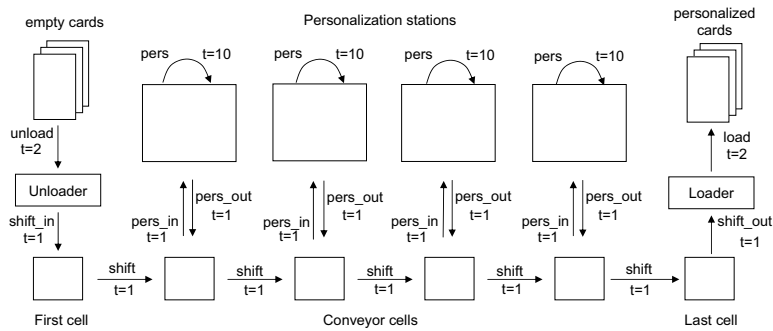 empty cards
Personalization stations
personalized
cards
pers
t=10
pers
t=10
pers
t=10
pers
t=10
unload
t=2
load
t=2
Unloader
Loader
pers_out
t=1
pers_out
t=1
pers_out
t=1
pers_out
t=1
shift_in
t=1
pers_in
t=1
pers_in
t=1
pers_in
t=1
pers_in
t=1
shift_out
t=1
shift
t=1
shift
t=1
shift
t=1
shift
t=1
shift
t=1
First cell
Conveyor cells
Last cell